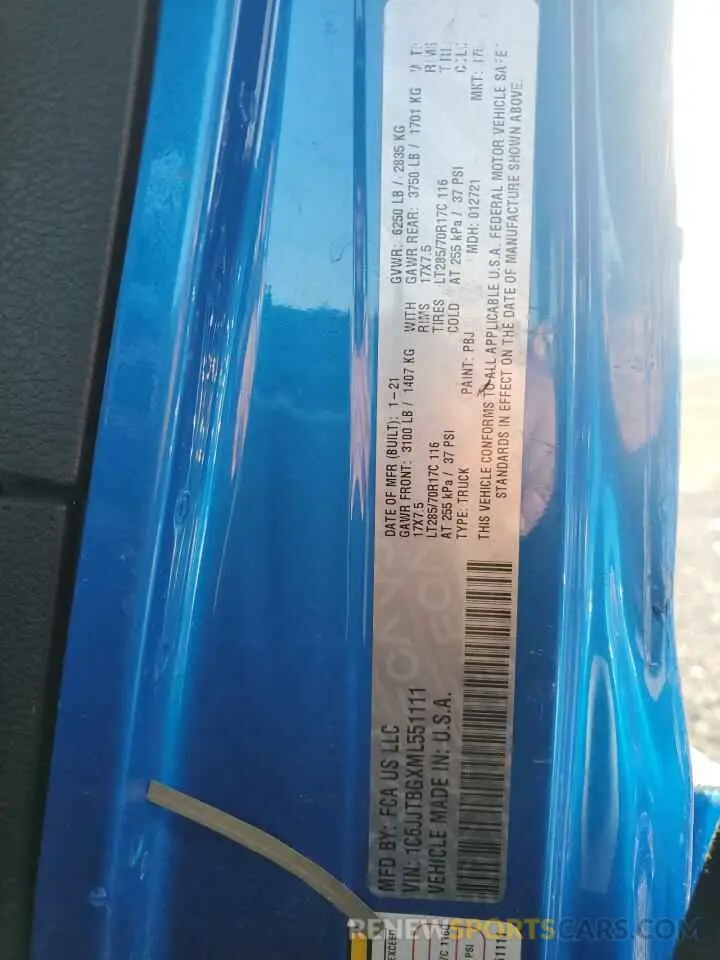 MFD BY: FCA US LLC
VIN: 1C6JJTBGXML551111
VEHICLE MADE IN: U.S.A.
DATE OF MFR (BUILT): 1-21 GVWR: 6250 LB / 2835 KG
GAWR FRONT: 3100 LB / 1407 KG WITH GAWR REAR: 3750 LB / 1701 KG
17X7.5 RIMS 17X7.5
LT285/70R17C 116 TIRES LT285/70R17C 116
AT 255 kPa / 37 PSI COLD AT 255 kPa / 37 PSI
TYPE: TRUCK PAINT: PBJ MDH: 012721 MKT:
THIS VEHICLE CONFORMS TO ALL APPLICABLE U.S.A. FEDERAL MOTOR VEHICLE
STANDARDS IN EFFECT ON THE DATE OF MANUFACTURE SHOWN ABOVE.
EXCEED
PSI
RENEWSPORTSCARS.COM